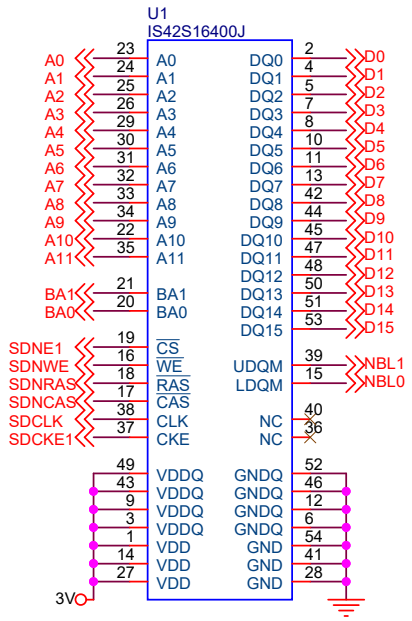 U1
IS42S16400J
A0 23 A0 DQ0 2 D0
A1 24 A1 DQ1 4 D1
A2 25 A2 DQ2 5 D2
A3 26 A3 DQ3 7 D3
A4 29 A4 DQ4 8 D4
A5 30 A5 DQ5 10 D5
A6 31 A6 DQ6 11 D6
A7 32 A7 DQ7 13 D7
A8 33 A8 DQ8 42 D8
A9 34 A9 DQ9 44 D9
A10 22 A10 DQ10 45 D10
A11 35 A11 DQ11 47 D11
DQ12 48 D12
BA1 21 BA1 DQ13 50 D13
BA0 20 BA0 DQ14 51 D14
DQ15 53 D15
SDNE1 19 CS
SDNWE 16 WE UDQM 39 NBL1
SDNRAS 18 RAS LDQM 15 NBL0
SDNCAS 17 CAS
SDCLK 38 CLK NC 40
SDCKE1 37 CKE NC 36
49 VDDQ GNDQ 52
43 VDDQ GNDQ 46
9 VDDQ GNDQ 12
3 VDDQ GNDQ 6
1 VDD GND 54
14 VDD GND 41
27 VDD GND 28
3V